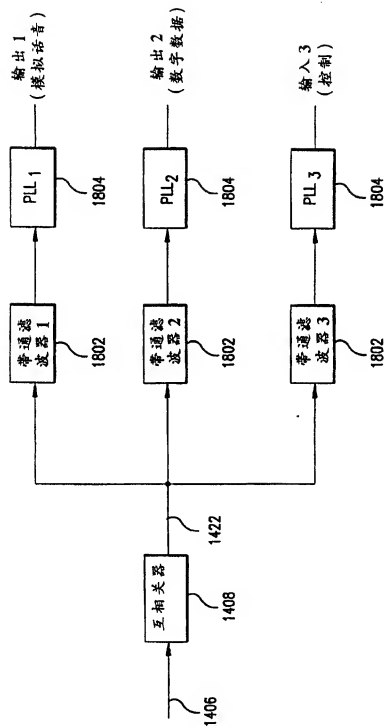 1406
互相关器
1408
1422
带通滤
波器 1
1802
PLL1
1804
输出 1
(模拟话音)
带通滤
波器 2
1802
PLL2
1804
输出 2
(数字数据)
带通滤
波器 3
1802
PLL3
1804
输入 3
(控制)